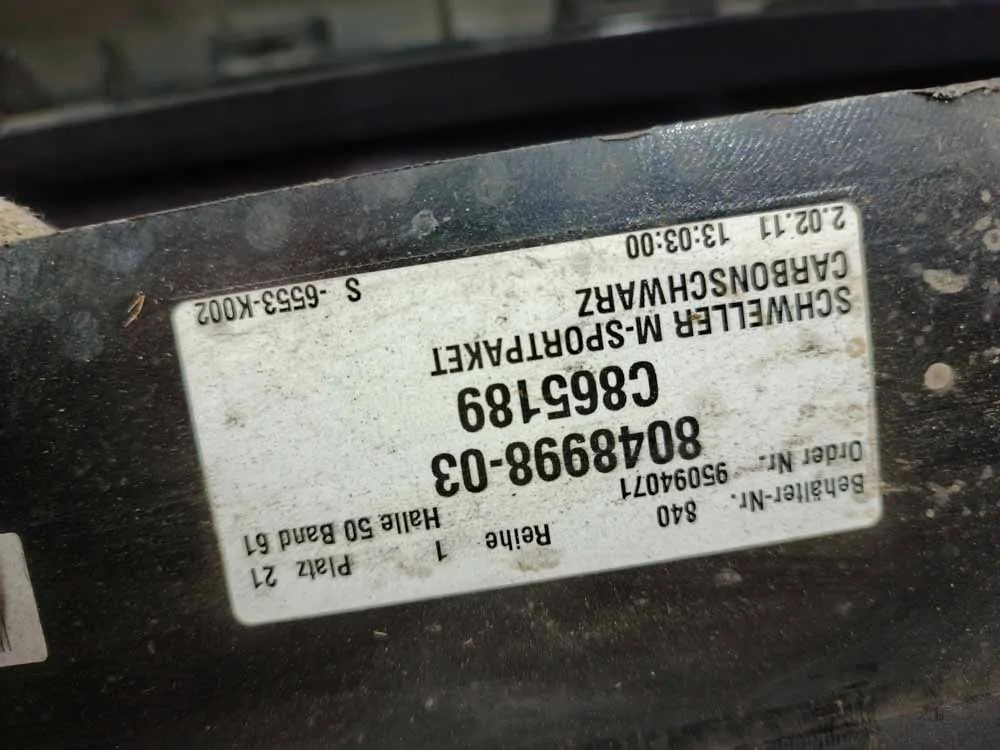 Behälter-Nr. 840 Reihe 1 Platz 21
Order Nr. 95094071 Halle 50 Band 61
8048998-03
C865189
SCHWELLER M-SPORTPAKET
CARBONSCHWARZ
2.02.11 13:03:00 S -6553-K002